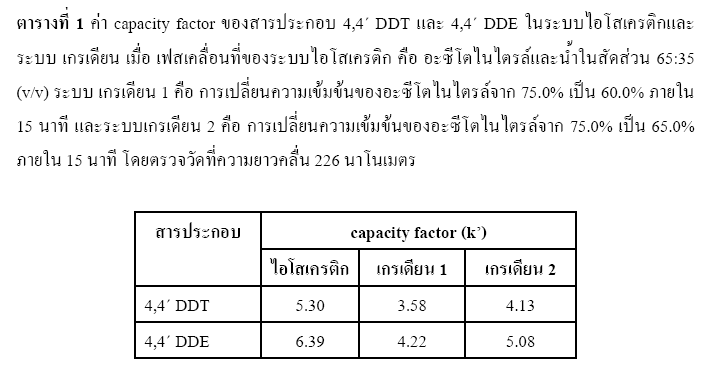 ตารางที่ 1 ค่า capacity factor ของสารประกอบ 4,4´ DDT และ 4,4´ DDE ในระบบไอโสเครติกและ
ระบบ เกรเดียน เมื่อ เฟสเคลื่อนที่ของระบบไอโสเครติก คือ อะซีโตไนไตรล์และน้ำในสัดส่วน 65:35
(v/v) ระบบ เกรเดียน 1 คือ การเปลี่ยนความเข้มข้นของอะซีโตไนไตรล์จาก 75.0% เป็น 60.0% ภายใน
15 นาที และระบบเกรเดียน 2 คือ การเปลี่ยนความเข้มข้นของอะซีโตไนไตรล์จาก 75.0% เป็น 65.0%
ภายใน 15 นาที โดยตรวจวัดที่ความยาวคลื่น 226 นาโนเมตร
สารประกอบ capacity factor (k’)
ไอโสเครติก เกรเดียน 1 เกรเดียน 2
4,4´ DDT 5.30 3.58 4.13
4,4´ DDE 6.39 4.22 5.08